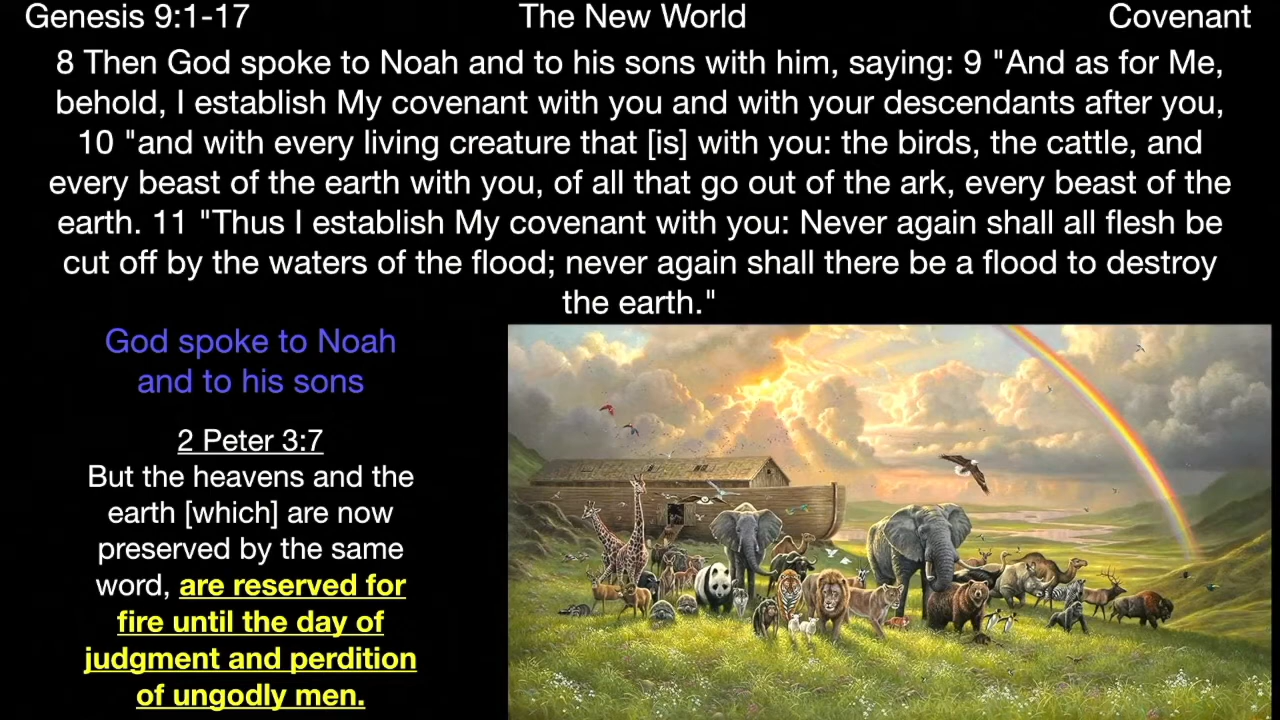 Genesis 9:1-17 The New World Covenant
8 Then God spoke to Noah and to his sons with him, saying: 9 "And as for Me,
behold, I establish My covenant with you and with your descendants after you,
10 "and with every living creature that [is] with you: the birds, the cattle, and
every beast of the earth with you, of all that go out of the ark, every beast of the
earth. 11 "Thus I establish My covenant with you: Never again shall all flesh be
cut off by the waters of the flood; never again shall there be a flood to destroy
the earth."
God spoke to Noah
and to his sons
2 Peter 3:7
But the heavens and the
earth [which] are now
preserved by the same
word, are reserved for
fire until the day of
judgment and perdition
of ungodly men.